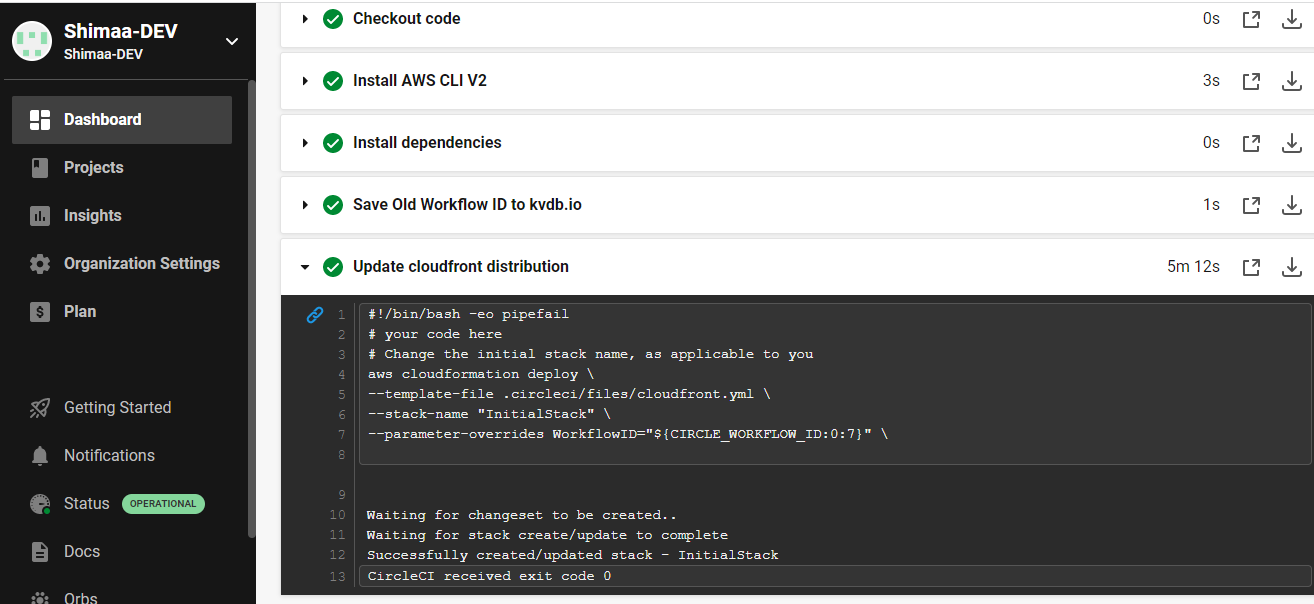 Shimaa-DEV
Shimaa-DEV
Dashboard
Projects
Insights
Organization Settings
Plan
Getting Started
Notifications
Status OPERATIONAL
Docs
Orbs
Checkout code 0s
Install AWS CLI V2 3s
Install dependencies 0s
Save Old Workflow ID to kvdb.io 1s
Update cloudfront distribution 5m 12s
1 #!/bin/bash -eo pipefail
2 # your code here
3 # Change the initial stack name, as applicable to you
4 aws cloudformation deploy \
5 --template-file .circleci/files/cloudfront.yml \
6 --stack-name "InitialStack" \
7 --parameter-overrides WorkflowID="${CIRCLE_WORKFLOW_ID:0:7}" \
8
9
10 Waiting for changeset to be created..
11 Waiting for stack create/update to complete
12 Successfully created/updated stack - InitialStack
13 CircleCI received exit code 0